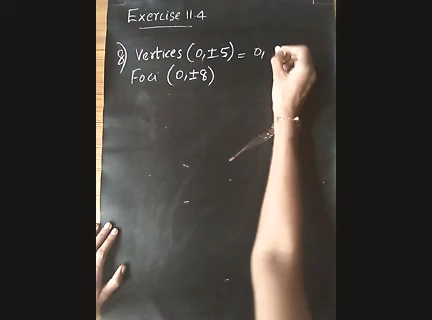 Exercise 11.4
8) Vertices (0,±5) = 0,
Foci (0,±8)